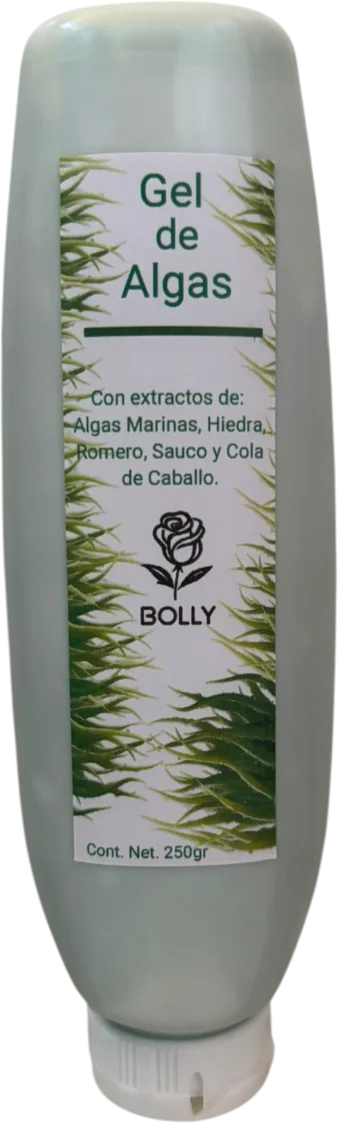 Gel
de
Algas
Con extractos de:
Algas Marinas, Hiedra,
Romero, Sauco y Cola
de Caballo.
BOLLY
Cont. Net. 250gr